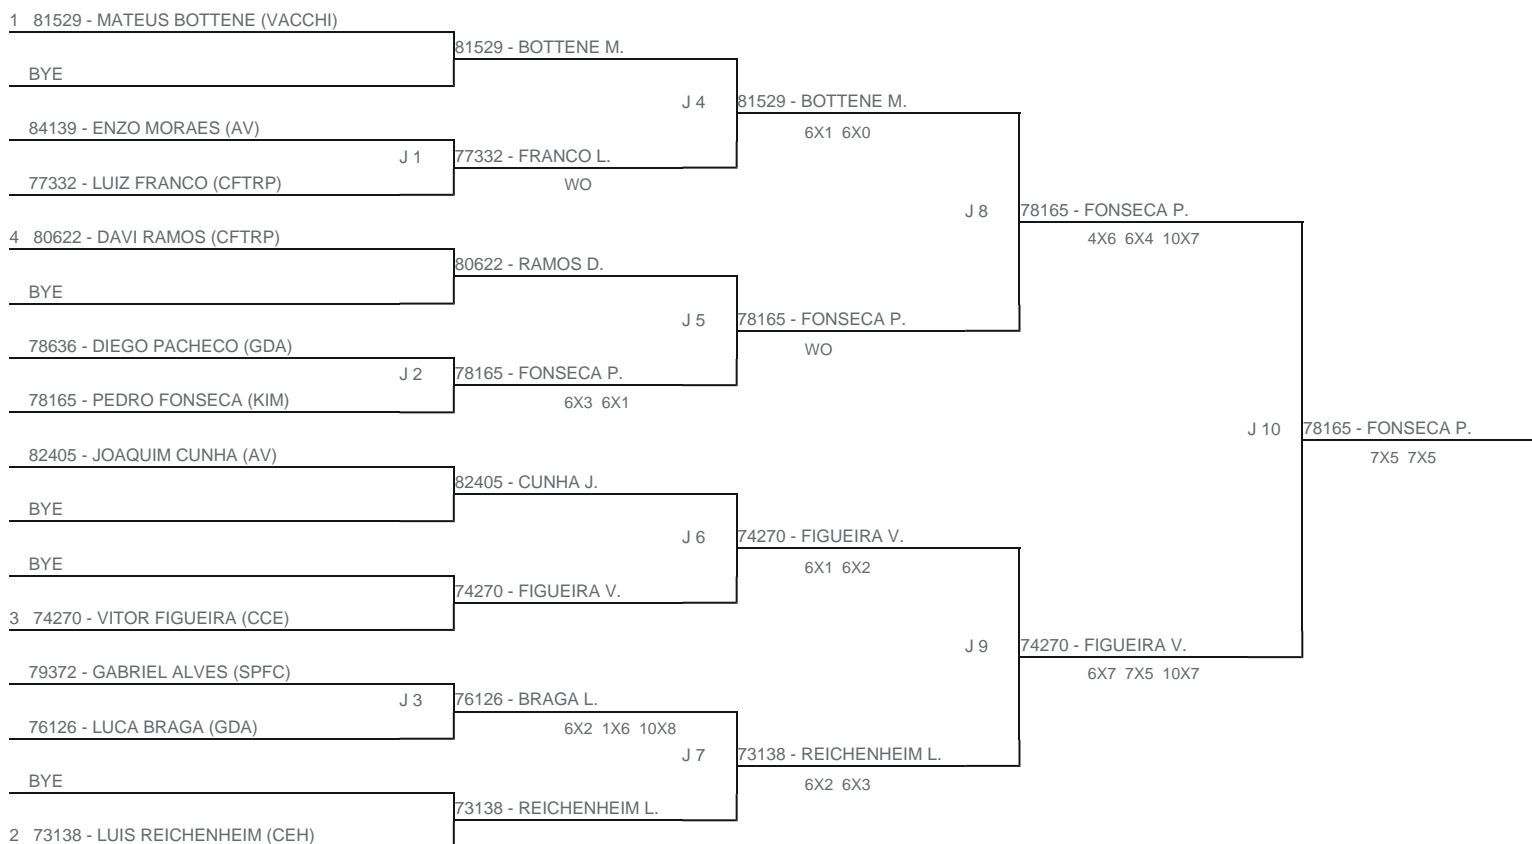 1 81529 - MATEUS BOTTENE (VACCHI)
81529 - BOTTENE M.
BYE
J 4
81529 - BOTTENE M.
84139 - ENZO MORAES (AV)
6X1 6X0
J 1
77332 - FRANCO L.
77332 - LUIZ FRANCO (CFTRP)
WO
J 8
78165 - FONSECA P.
4 80622 - DAVI RAMOS (CFTRP)
4X6 6X4 10X7
80622 - RAMOS D.
BYE
J 5
78165 - FONSECA P.
78636 - DIEGO PACHECO (GDA)
WO
J 2
78165 - FONSECA P.
78165 - PEDRO FONSECA (KIM)
6X3 6X1
J 10
78165 - FONSECA P.
82405 - JOAQUIM CUNHA (AV)
7X5 7X5
82405 - CUNHA J.
BYE
J 6
74270 - FIGUEIRA V.
BYE
6X1 6X2
74270 - FIGUEIRA V.
3 74270 - VITOR FIGUEIRA (CCE)
J 9
74270 - FIGUEIRA V.
79372 - GABRIEL ALVES (SPFC)
6X7 7X5 10X7
J 3
76126 - BRAGA L.
76126 - LUCA BRAGA (GDA)
6X2 1X6 10X8
J 7
73138 - REICHENHEIM L.
BYE
6X2 6X3
73138 - REICHENHEIM L.
2 73138 - LUIS REICHENHEIM (CEH)